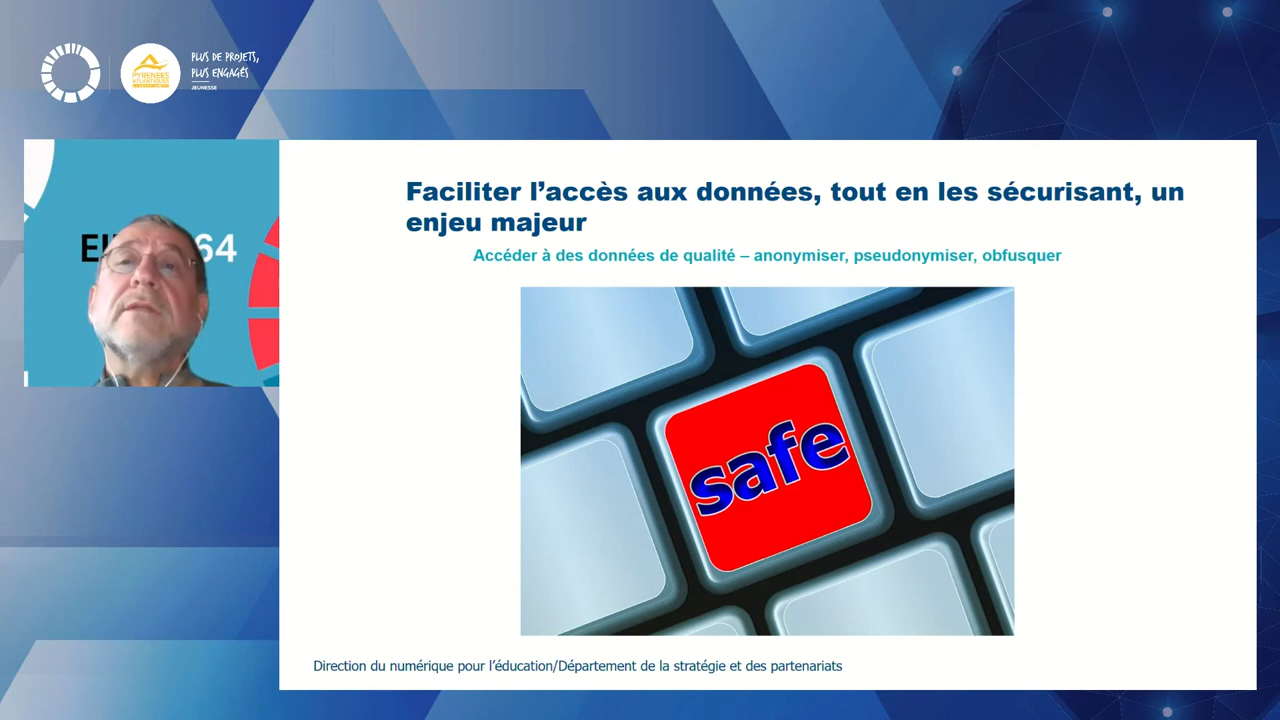 PLUS DE PROJETS,
PLUS ENGAGÉS
JEUNESSE
PYRÉNÉES
ATLANTIQUES
64
Faciliter l’accès aux données, tout en les sécurisant, un
enjeu majeur
Accéder à des données de qualité – anonymiser, pseudonymiser, obfusquer
safe
Direction du numérique pour l’éducation/Département de la stratégie et des partenariats